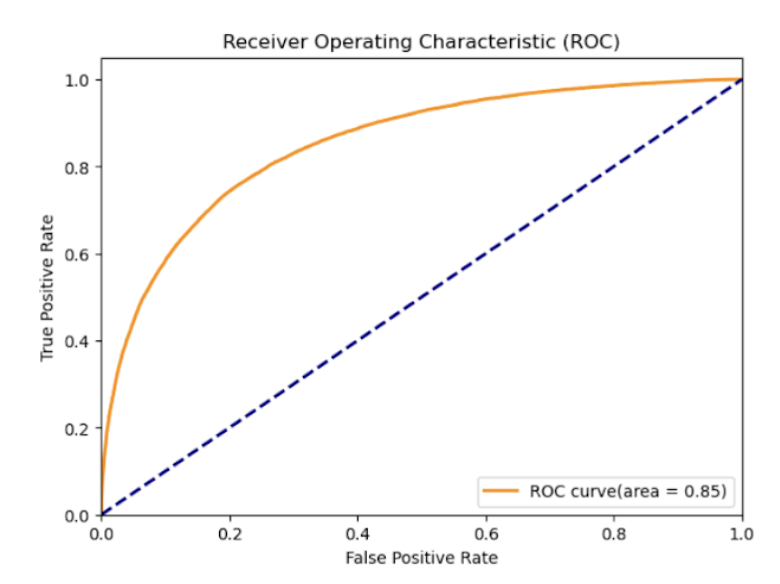 Receiver Operating Characteristic (ROC)
1.0
0.8
0.6
0.4
0.2
0.0
True Positive Rate
ROC curve(area = 0.85)
0.0 0.2 0.4 0.6 0.8 1.0
False Positive Rate